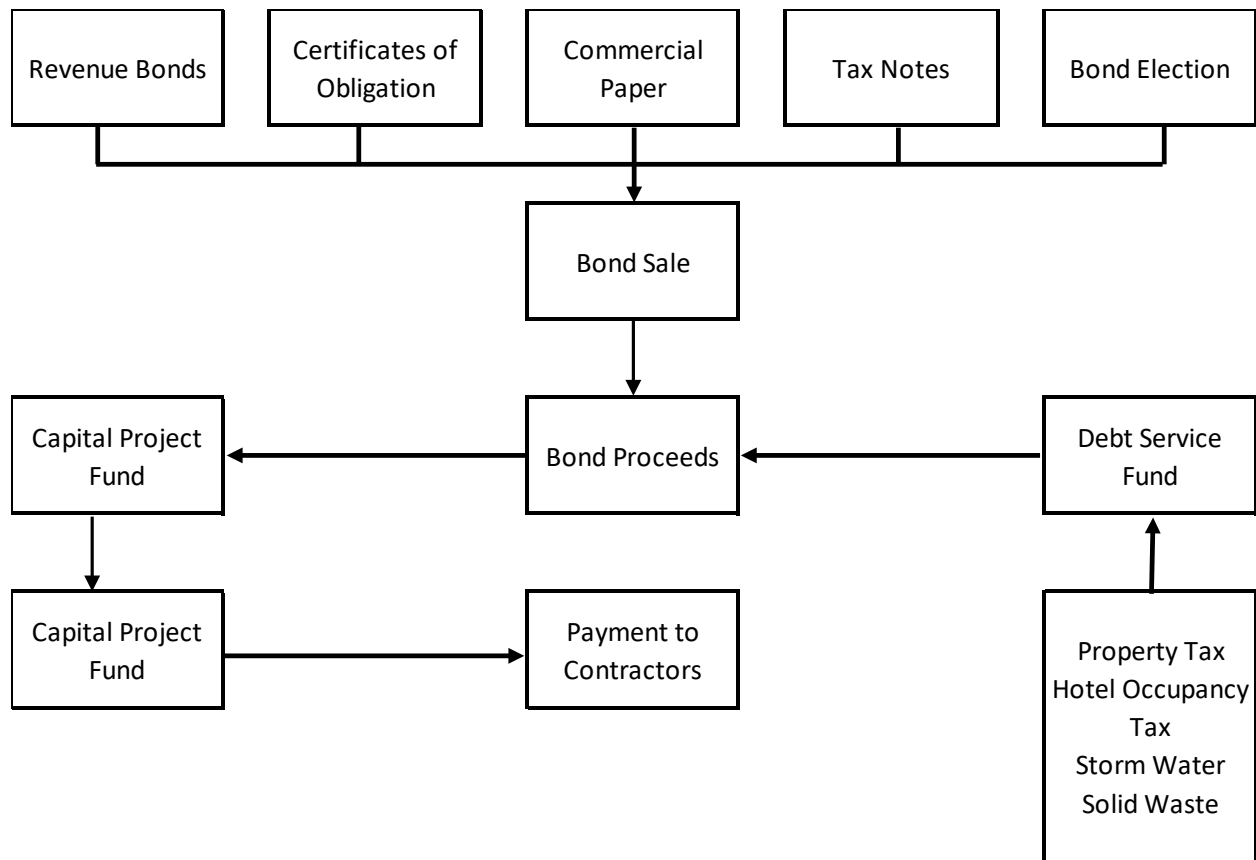 Revenue Bonds
Certificates of
Obligation
Commercial
Paper
Tax Notes
Bond Election
Bond Sale
Capital Project
Fund
Bond Proceeds
Debt Service
Fund
Capital Project
Fund
Payment to
Contractors
Property Tax
Hotel Occupancy
Tax
Storm Water
Solid Waste